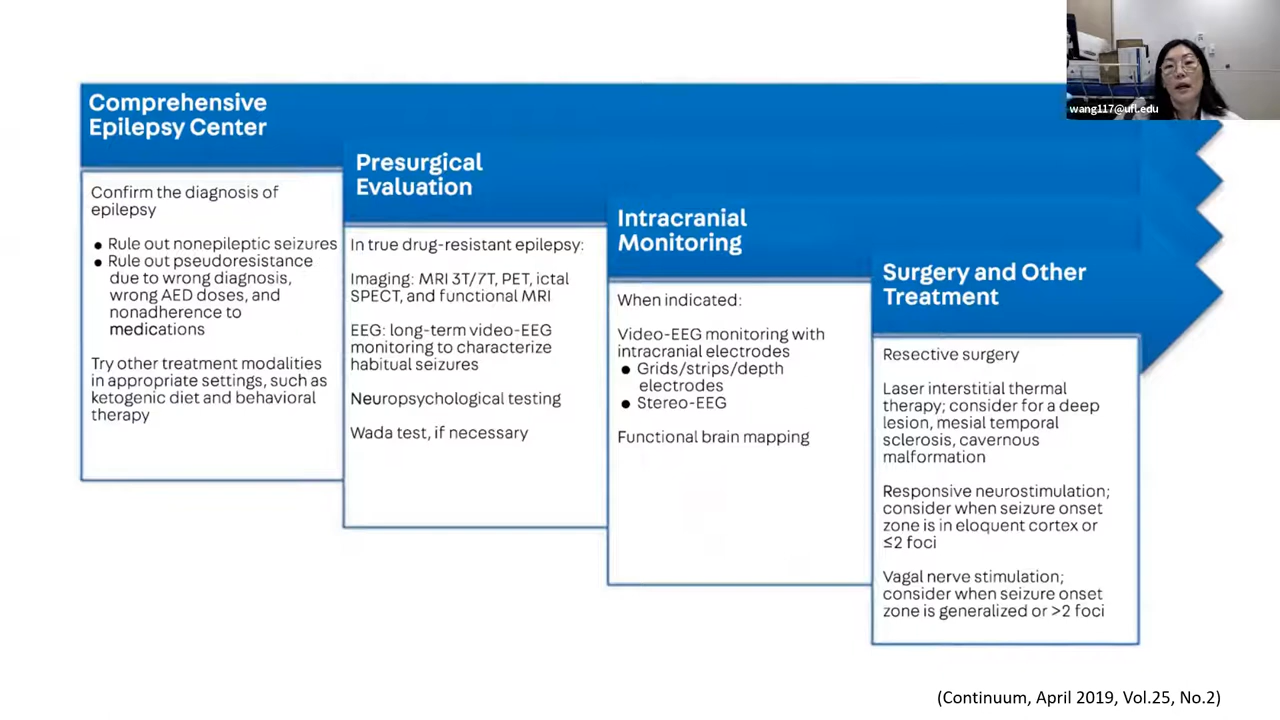 wang117@ufl.edu
Comprehensive
Epilepsy Center
Confirm the diagnosis of
epilepsy
● Rule out nonepileptic seizures
● Rule out pseudoresistance
due to wrong diagnosis,
wrong AED doses, and
nonadherence to
medications
Try other treatment modalities
in appropriate settings, such as
ketogenic diet and behavioral
therapy
Presurgical
Evaluation
In true drug-resistant epilepsy:
Imaging: MRI 3T/7T, PET, ictal
SPECT, and functional MRI
EEG: long-term video-EEG
monitoring to characterize
habitual seizures
Neuropsychological testing
Wada test, if necessary
Intracranial
Monitoring
When indicated:
Video-EEG monitoring with
intracranial electrodes
● Grids/strips/depth
electrodes
● Stereo-EEG
Functional brain mapping
Surgery and Other
Treatment
Resective surgery
Laser interstitial thermal
therapy; consider for a deep
lesion, mesial temporal
sclerosis, cavernous
malformation
Responsive neurostimulation;
consider when seizure onset
zone is in eloquent cortex or
≤2 foci
Vagal nerve stimulation;
consider when seizure onset
zone is generalized or >2 foci
(Continuum, April 2019, Vol.25, No.2)